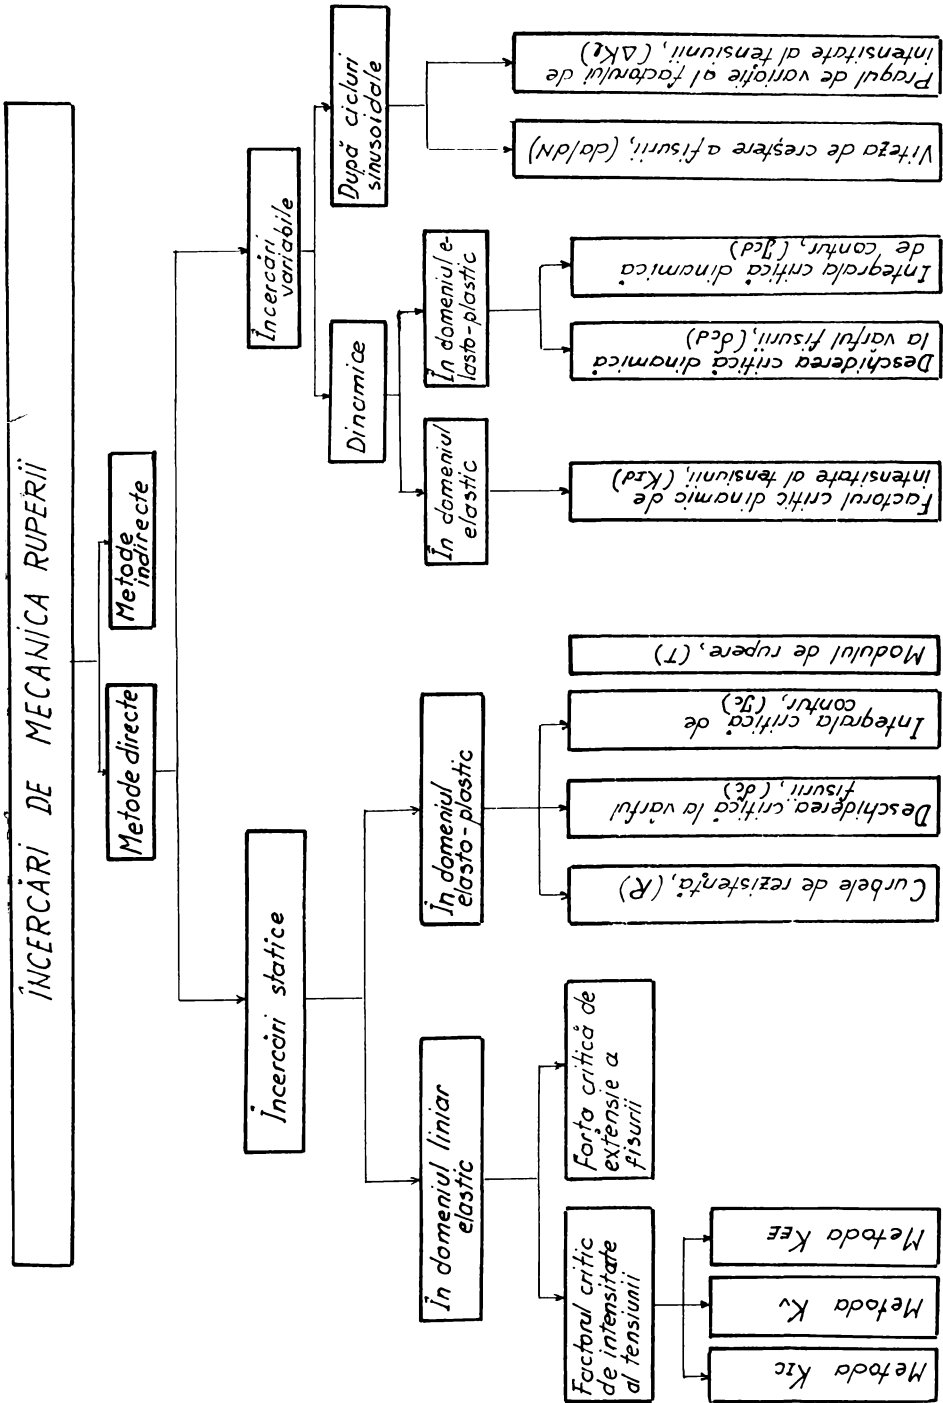 ÎNCERCĂRI DE MECANICA RUPERII
Metode directe
Metode
indirecte
Încercări statice
Încercări
variabile
În domeniul liniar
elastic
În domeniul
elasto-plastic
Dinamice
După cicluri
sinusoidale
În domeniul
elastic
În domeniul e-
lasto-plastic
Factorul critic
de intensitate
al tensiunii
Forța critică de
extensie a
fisurii
Metoda KIC
Metoda KV
Metoda KEE
Curbele de rezistență, (R)
Deschiderea critică la vârful
fisurii, (δc)
Integrala critică de
contur, (Jc)
Modulul de rupere, (T)
Factorul critic dinamic de
intensitate al tensiunii, (KId)
Deschiderea critică dinamică
la varful fisurii, (δcd)
Integrala critică dinamica
de contur, (Jcd)
Viteza de creștere a fisurii, (da/dN)
Pragul de variație al factorului de
intensitate al tensiunii, (ΔKℓ)